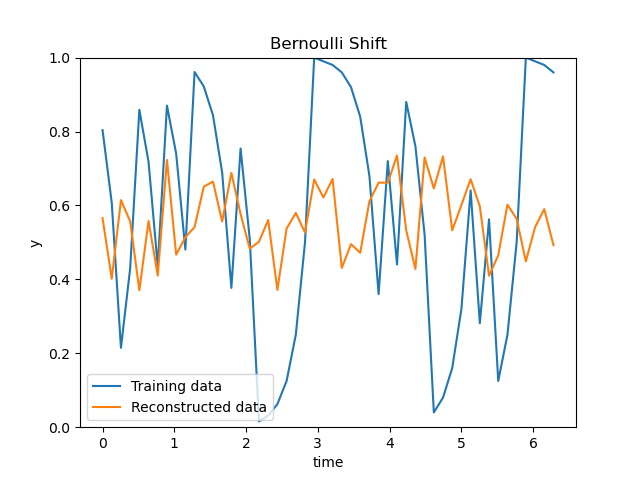 Bernoulli Shift
1.0
0.8
0.6
0.4
0.2
0.0
y
Training data
Reconstructed data
0 1 2 3 4 5 6
time